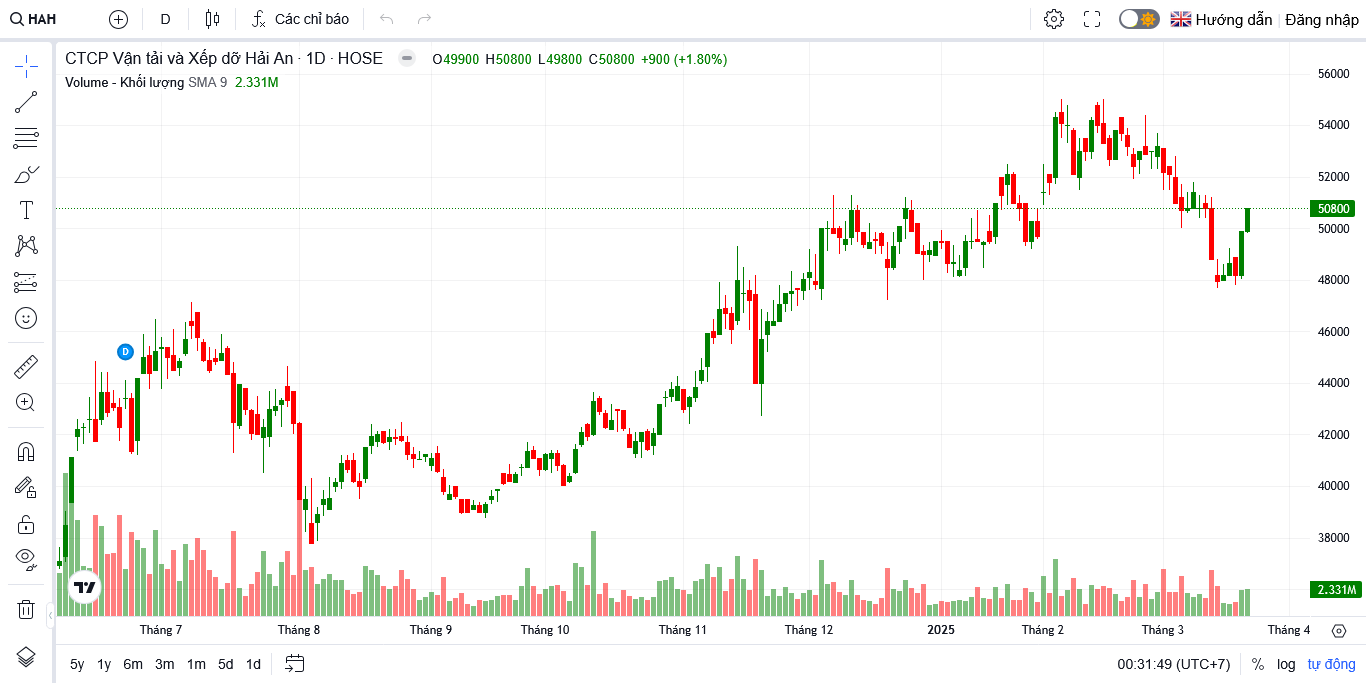 HAH D Các chỉ báo Hướng dẫn Đăng nhập
CTCP Vận tải và Xếp dỡ Hải An · 1D · HOSE O49900 H50800 L49800 C50800 +900 (+1.80%)
Volume - Khối lượng SMA 9 2.331M
56000
54000
52000
50800
50000
48000
46000
D
44000
42000
40000
38000
2.331M
Tháng 7 Tháng 8 Tháng 9 Tháng 10 Tháng 11 Tháng 12 2025 Tháng 2 Tháng 3 Tháng 4
5y 1y 6m 3m 1m 5d 1d 00:31:49 (UTC+7) % log tự động